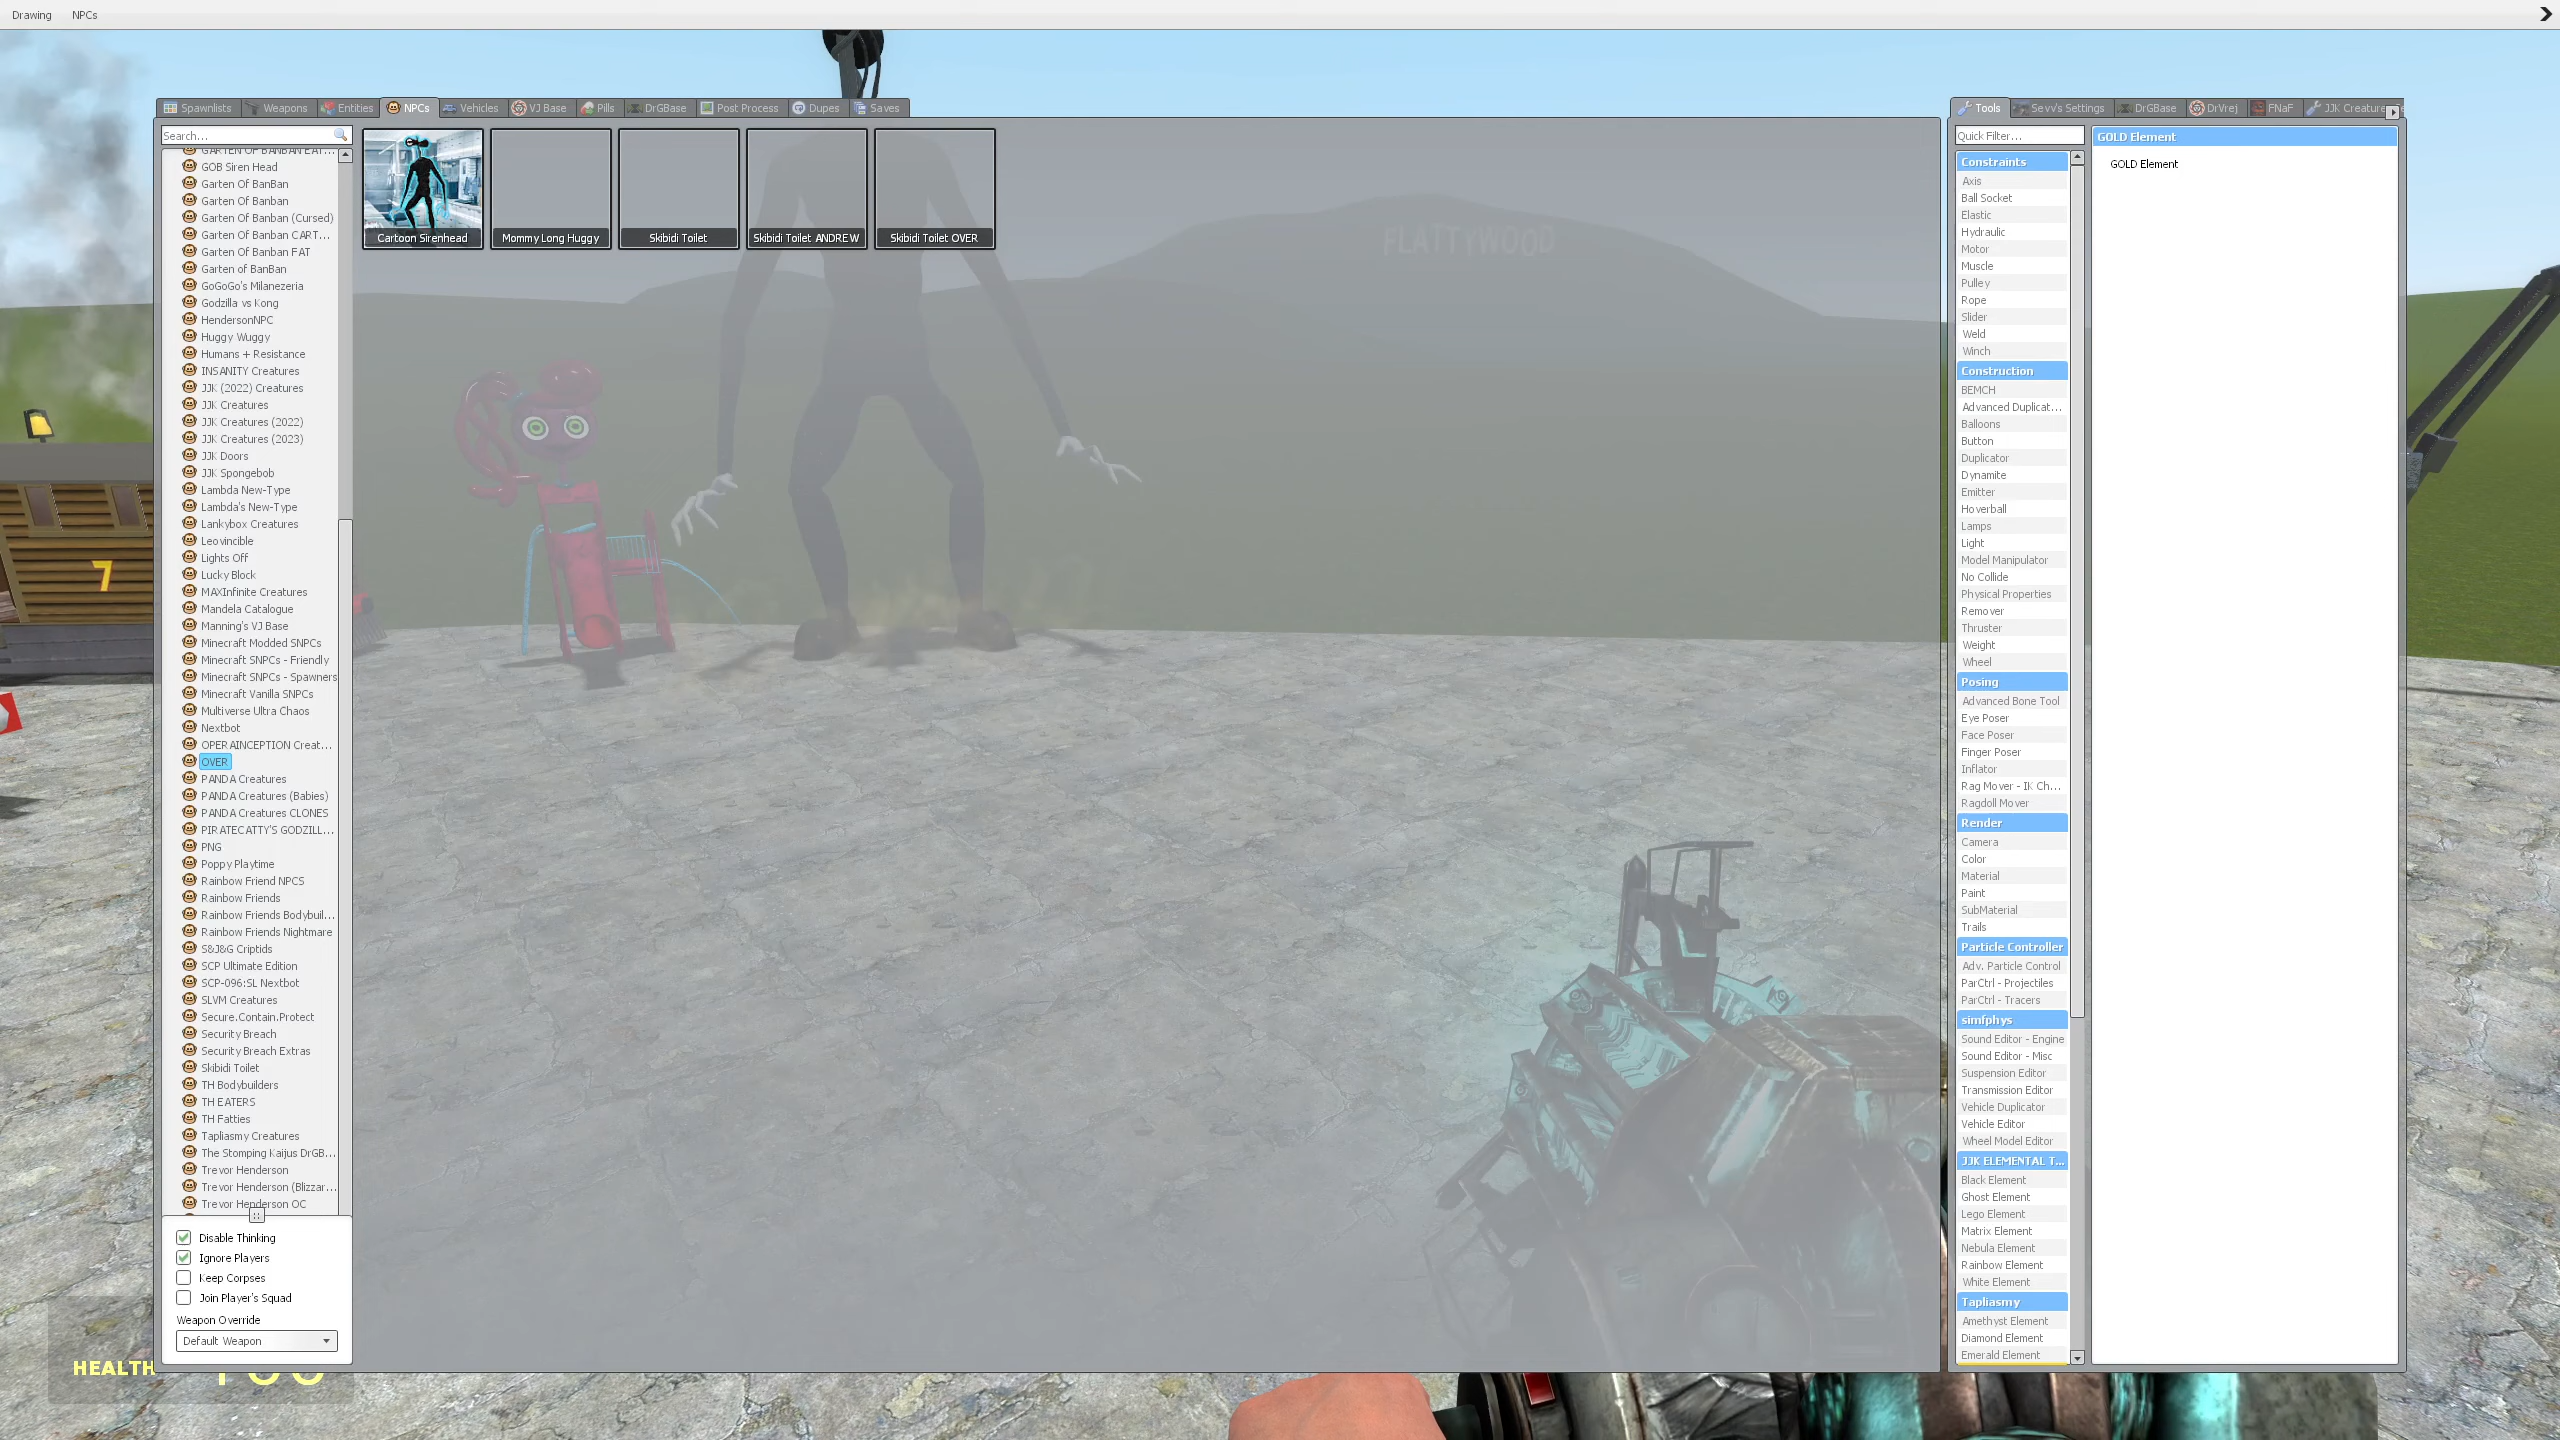 Drawing NPCs
Spawnlists Weapons Entities NPCs Vehicles VJ Base Pills DrGBase Post Process Dupes Saves
Search...
GARTEN OF BANBAN EAT...
GOB Siren Head
Garten Of BanBan
Garten Of Banban
Garten Of Banban (Cursed)
Garten Of Banban CART...
Garten Of Banban FAT
Garten of BanBan
GoGoGo's Milanezeria
Godzilla vs Kong
HendersonNPC
Huggy Wuggy
Humans + Resistance
INSANITY Creatures
JJK (2022) Creatures
JJK Creatures
JJK Creatures (2022)
JJK Creatures (2023)
JJK Doors
JJK Spongebob
Lambda New-Type
Lambda's New-Type
Lankybox Creatures
Leovincible
Lights Off
Lucky Block
MAXInfinite Creatures
Mandela Catalogue
Manning's VJ Base
Minecraft Modded SNPCs
Minecraft SNPCs - Friendly
Minecraft SNPCs - Spawners
Minecraft Vanilla SNPCs
Multiverse Ultra Chaos
Nextbot
OPERAINCEPTION Creat...
OVER
PANDA Creatures
PANDA Creatures (Babies)
PANDA Creatures CLONES
PIRATECATTY'S GODZILL...
PNG
Poppy Playtime
Rainbow Friend NPCS
Rainbow Friends
Rainbow Friends Bodybuil...
Rainbow Friends Nightmare
S&J&G Criptids
SCP Ultimate Edition
SCP-096:SL Nextbot
SLVM Creatures
Secure.Contain.Protect
Security Breach
Security Breach Extras
Skibidi Toilet
TH Bodybuilders
TH EATERS
TH Fatties
Tapliasmy Creatures
The Stomping Kaijus DrGB...
Trevor Henderson
Trevor Henderson (Blizzar...
Trevor Henderson OC
Disable Thinking
Ignore Players
Keep Corpses
Join Player's Squad
Weapon Override
Default Weapon
HEALTH 100
7
Cartoon Sirenhead
Mommy Long Huggy
Skibidi Toilet
Skibidi Toilet ANDREW
Skibidi Toilet OVER
FLATTYWOOD
Tools Sevv's Settings DrGBase DrVrej FNaF JJK Creature
Quick Filter...
Constraints
Axis
Ball Socket
Elastic
Hydraulic
Motor
Muscle
Pulley
Rope
Slider
Weld
Winch
Construction
BEMCH
Advanced Duplicat...
Balloons
Button
Duplicator
Dynamite
Emitter
Hoverball
Lamps
Light
Model Manipulator
No Collide
Physical Properties
Remover
Thruster
Weight
Wheel
Posing
Advanced Bone Tool
Eye Poser
Face Poser
Finger Poser
Inflator
Rag Mover - IK Ch...
Ragdoll Mover
Render
Camera
Color
Material
Paint
SubMaterial
Trails
Particle Controller
Adv. Particle Control
ParCtrl - Projectiles
ParCtrl - Tracers
simfphys
Sound Editor - Engine
Sound Editor - Misc
Suspension Editor
Transmission Editor
Vehicle Duplicator
Vehicle Editor
Wheel Model Editor
JJK ELEMENTAL T...
Black Element
Ghost Element
Lego Element
Matrix Element
Nebula Element
Rainbow Element
White Element
Tapliasmy
Amethyst Element
Diamond Element
Emerald Element
GOLD Element
GOLD Element